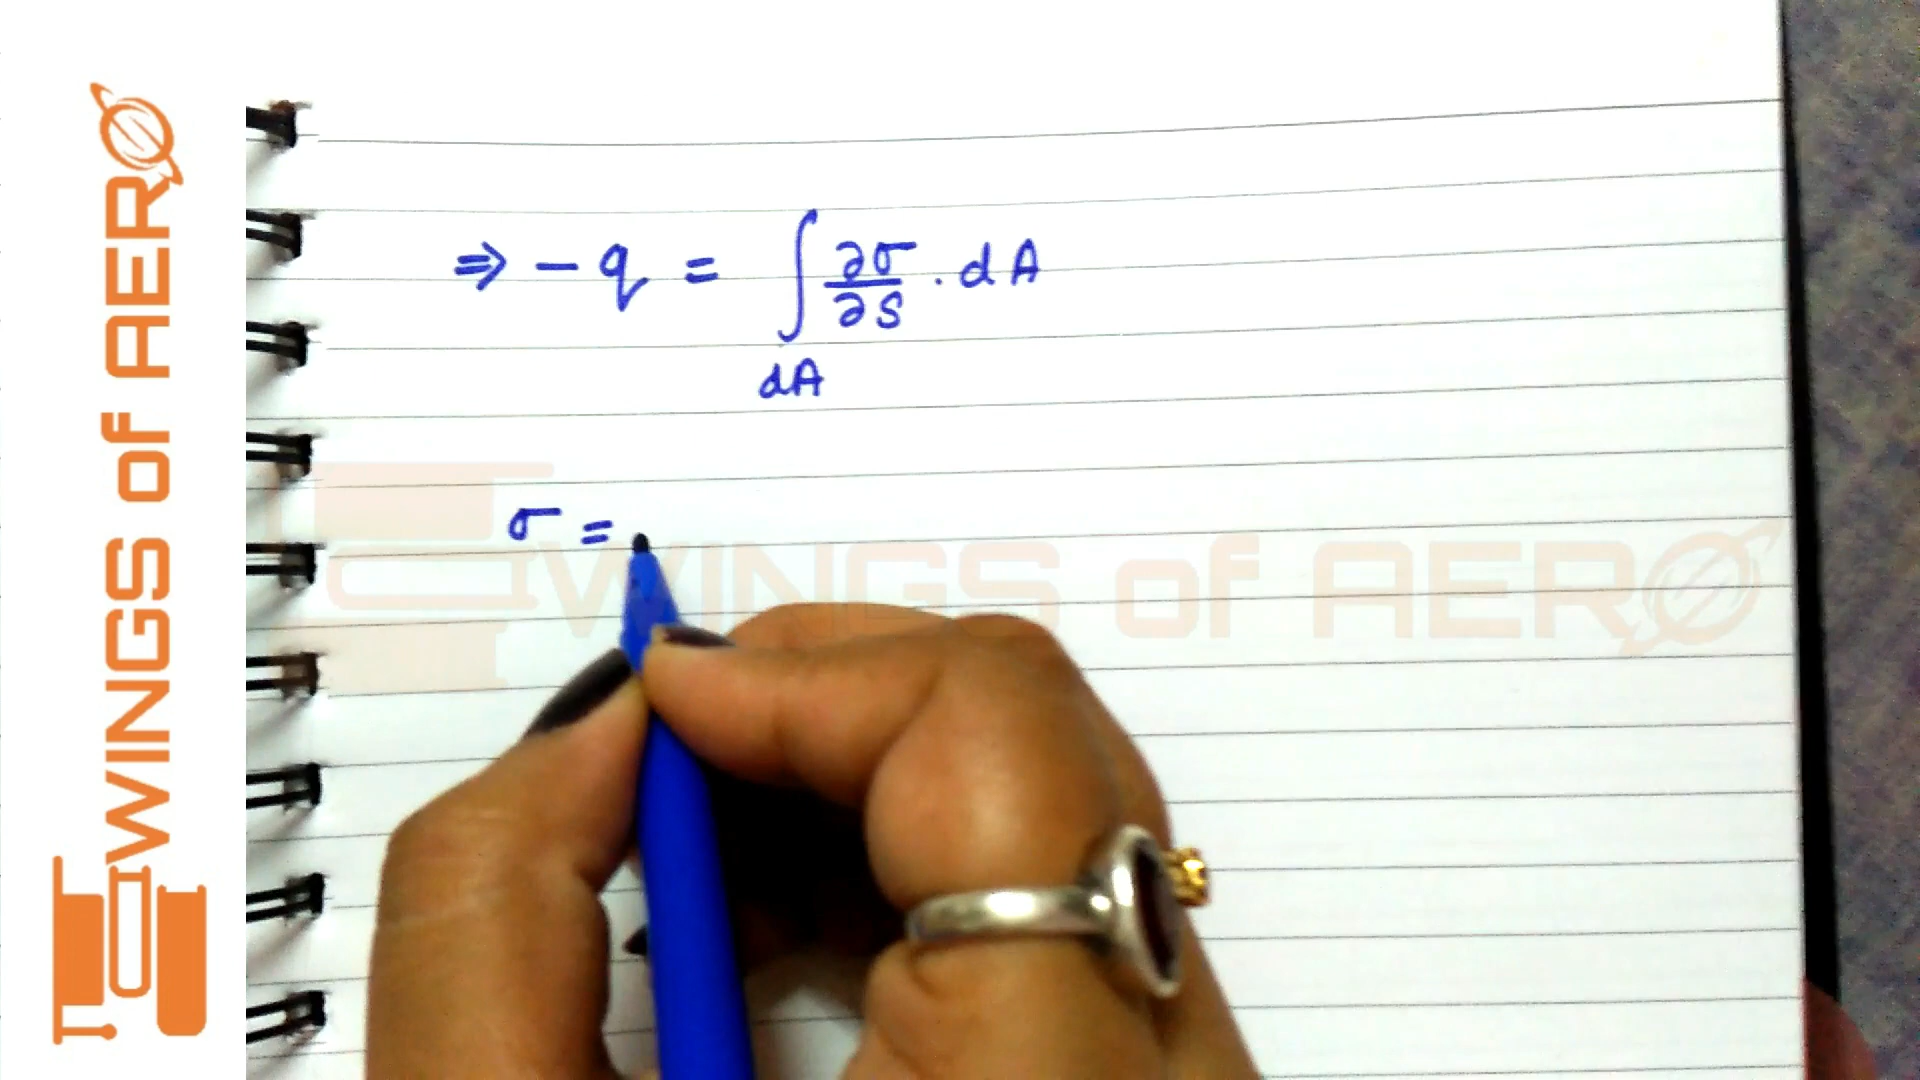 WINGS of AERO
⇒ - q = ∫ ∂σ/∂s . dA
dA
σ =
WINGS of AERO